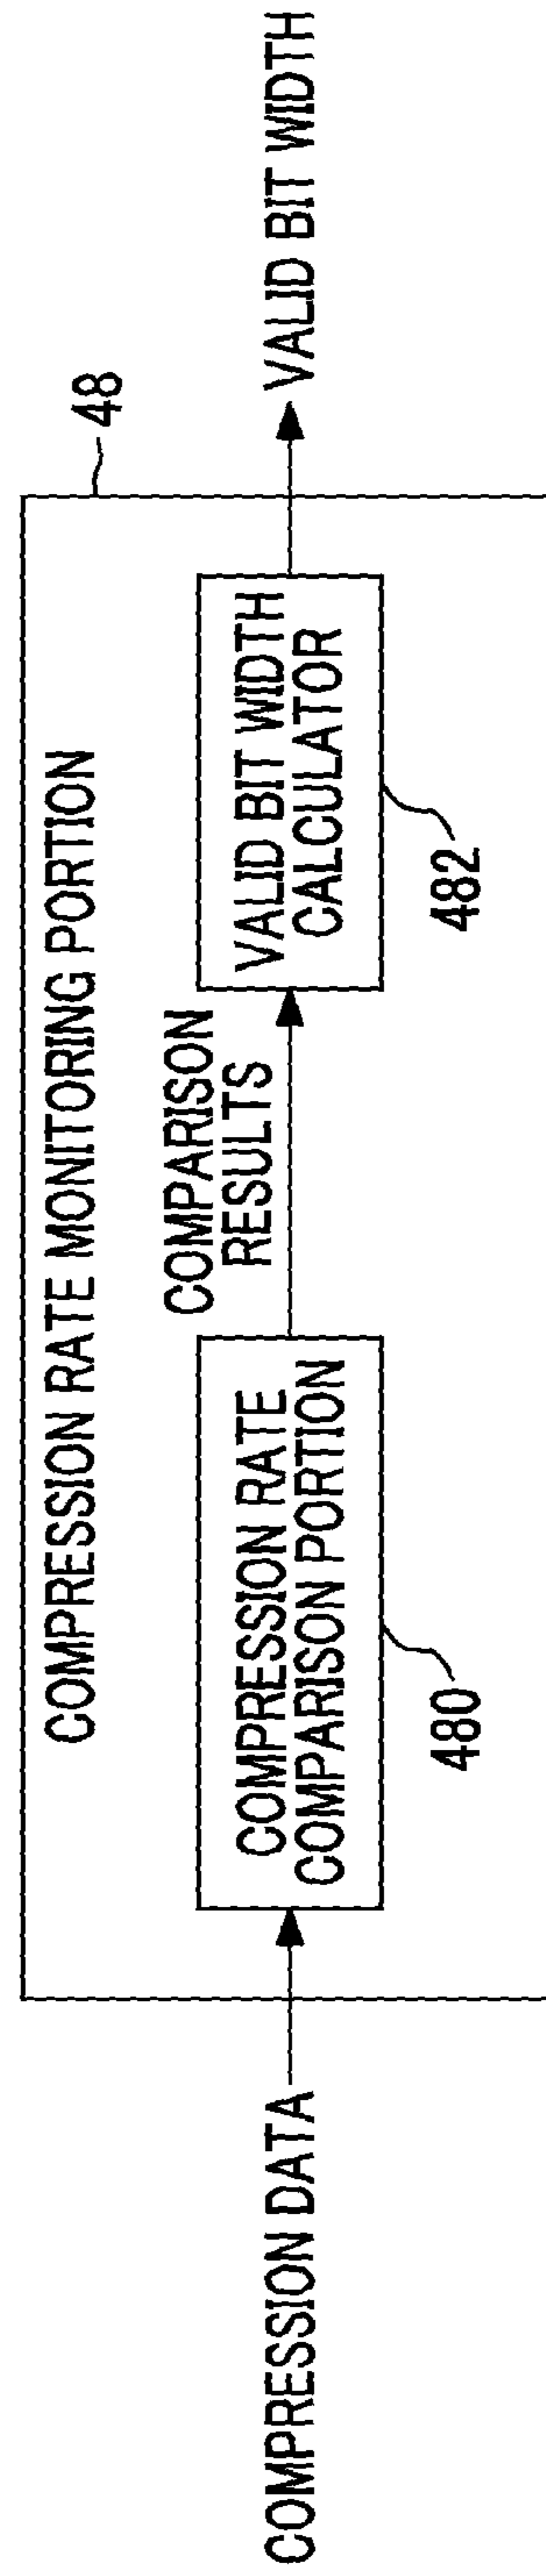 COMPRESSION RATE MONITORING PORTION
48
COMPRESSION DATA
COMPRESSION RATE
COMPARISON PORTION
480
COMPARISON
RESULTS
VALID BIT WIDTH
CALCULATOR
482
VALID BIT WIDTH